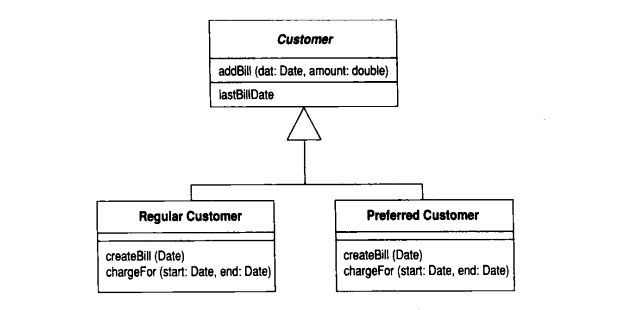 Customer
addBill (dat: Date, amount: double)
lastBillDate
Regular Customer
createBill (Date)
chargeFor (start: Date, end: Date)
Preferred Customer
createBill (Date)
chargeFor (start: Date, end: Date)